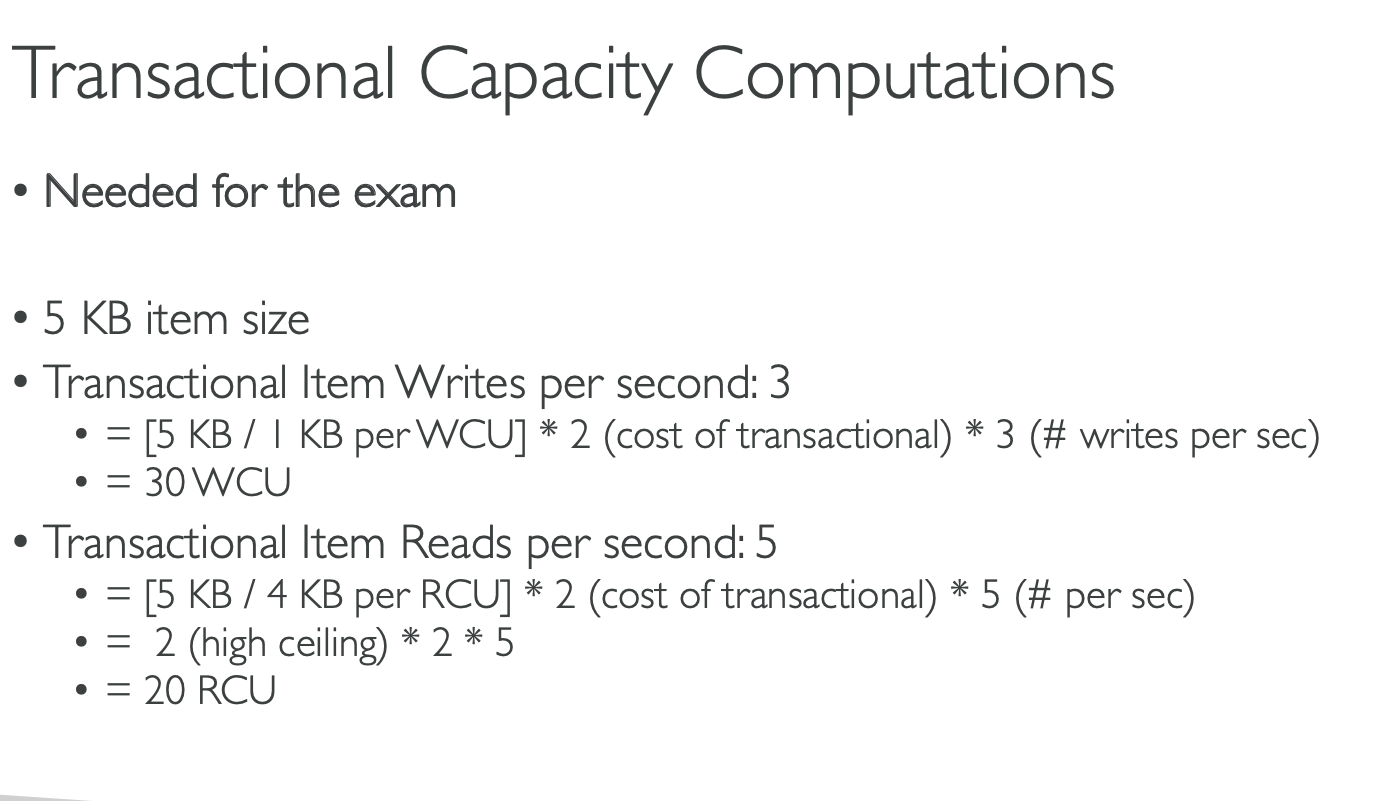 Transactional Capacity Computations
• Needed for the exam
• 5 KB item size
• Transactional Item Writes per second: 3
• = [5 KB / 1 KB per WCU] * 2 (cost of transactional) * 3 (# writes per sec)
• = 30 WCU
• Transactional Item Reads per second: 5
• = [5 KB / 4 KB per RCU] * 2 (cost of transactional) * 5 (# per sec)
• = 2 (high ceiling) * 2 * 5
• = 20 RCU